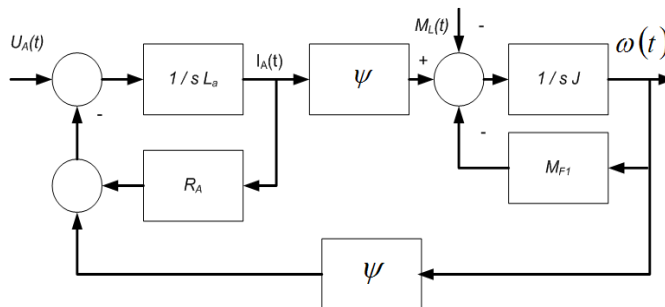 U_A(t)
M_L(t)
-
ω(t)
1 / s L_a
I_A(t)
ψ
+
1 / s J
-
-
R_A
M_F1
ψ